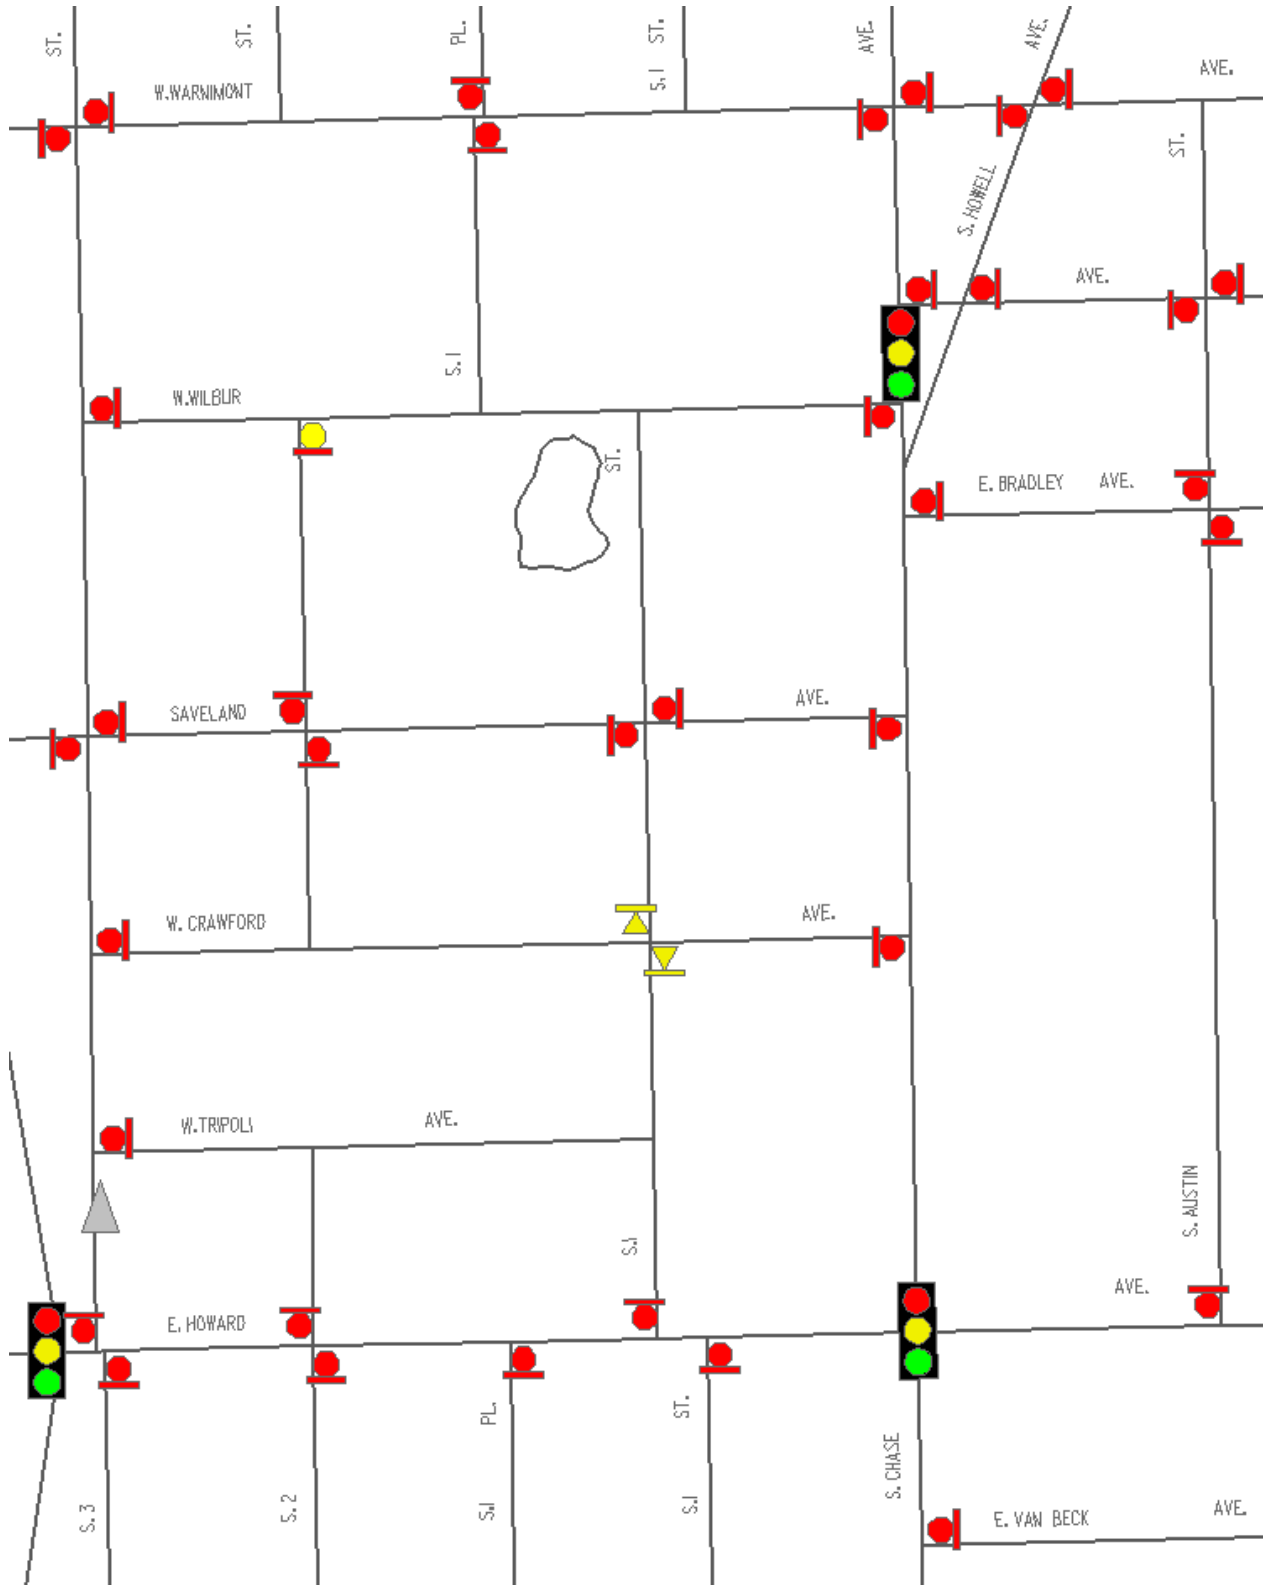 ST.
ST.
PL.
S.1 ST.
AVE.
AVE.
AVE.
W.WARNIMONT
ST.
S. HOWELL
AVE.
S.1
W.WILBUR
ST.
E. BRADLEY AVE.
SAVELAND AVE.
W. CRAWFORD AVE.
W.TRIPOLI AVE.
S. AUSTIN
S.1
AVE.
E. HOWARD
PL.
ST.
S. CHASE
S. 3
S. 2
S.1
S.1
E. VAN BECK AVE.